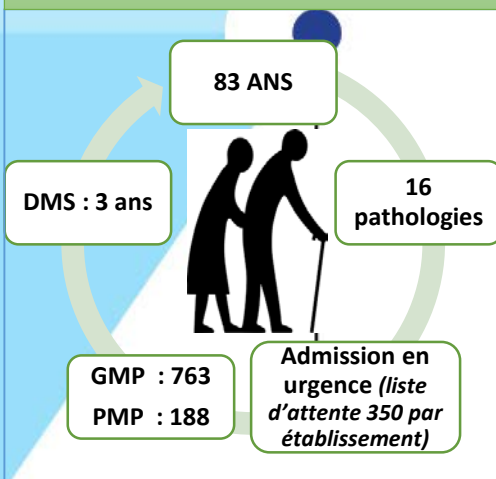 83 ANS
16
pathologies
Admission en
urgence (liste
d’attente 350 par
établissement)
GMP : 763
PMP : 188
DMS : 3 ans